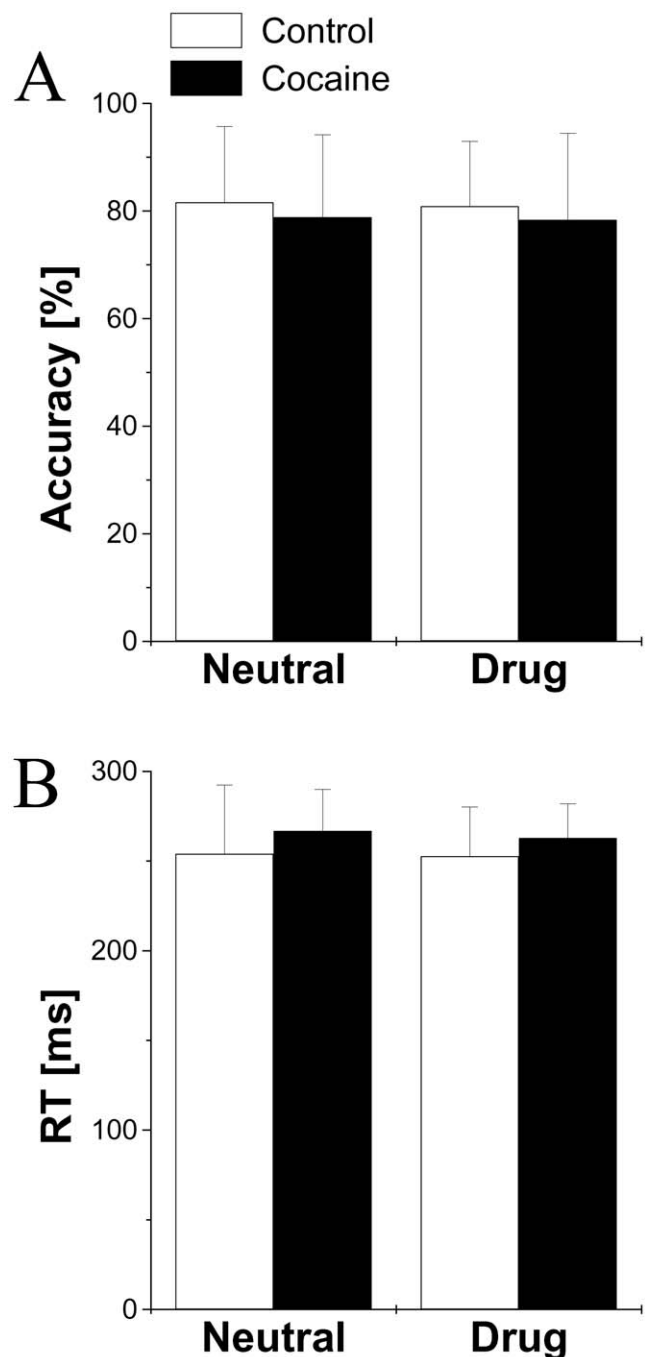 Control
Cocaine
A
100
80
60
40
20
0
Accuracy [%]
Neutral Drug
B
300
200
100
0
RT [ms]
Neutral Drug